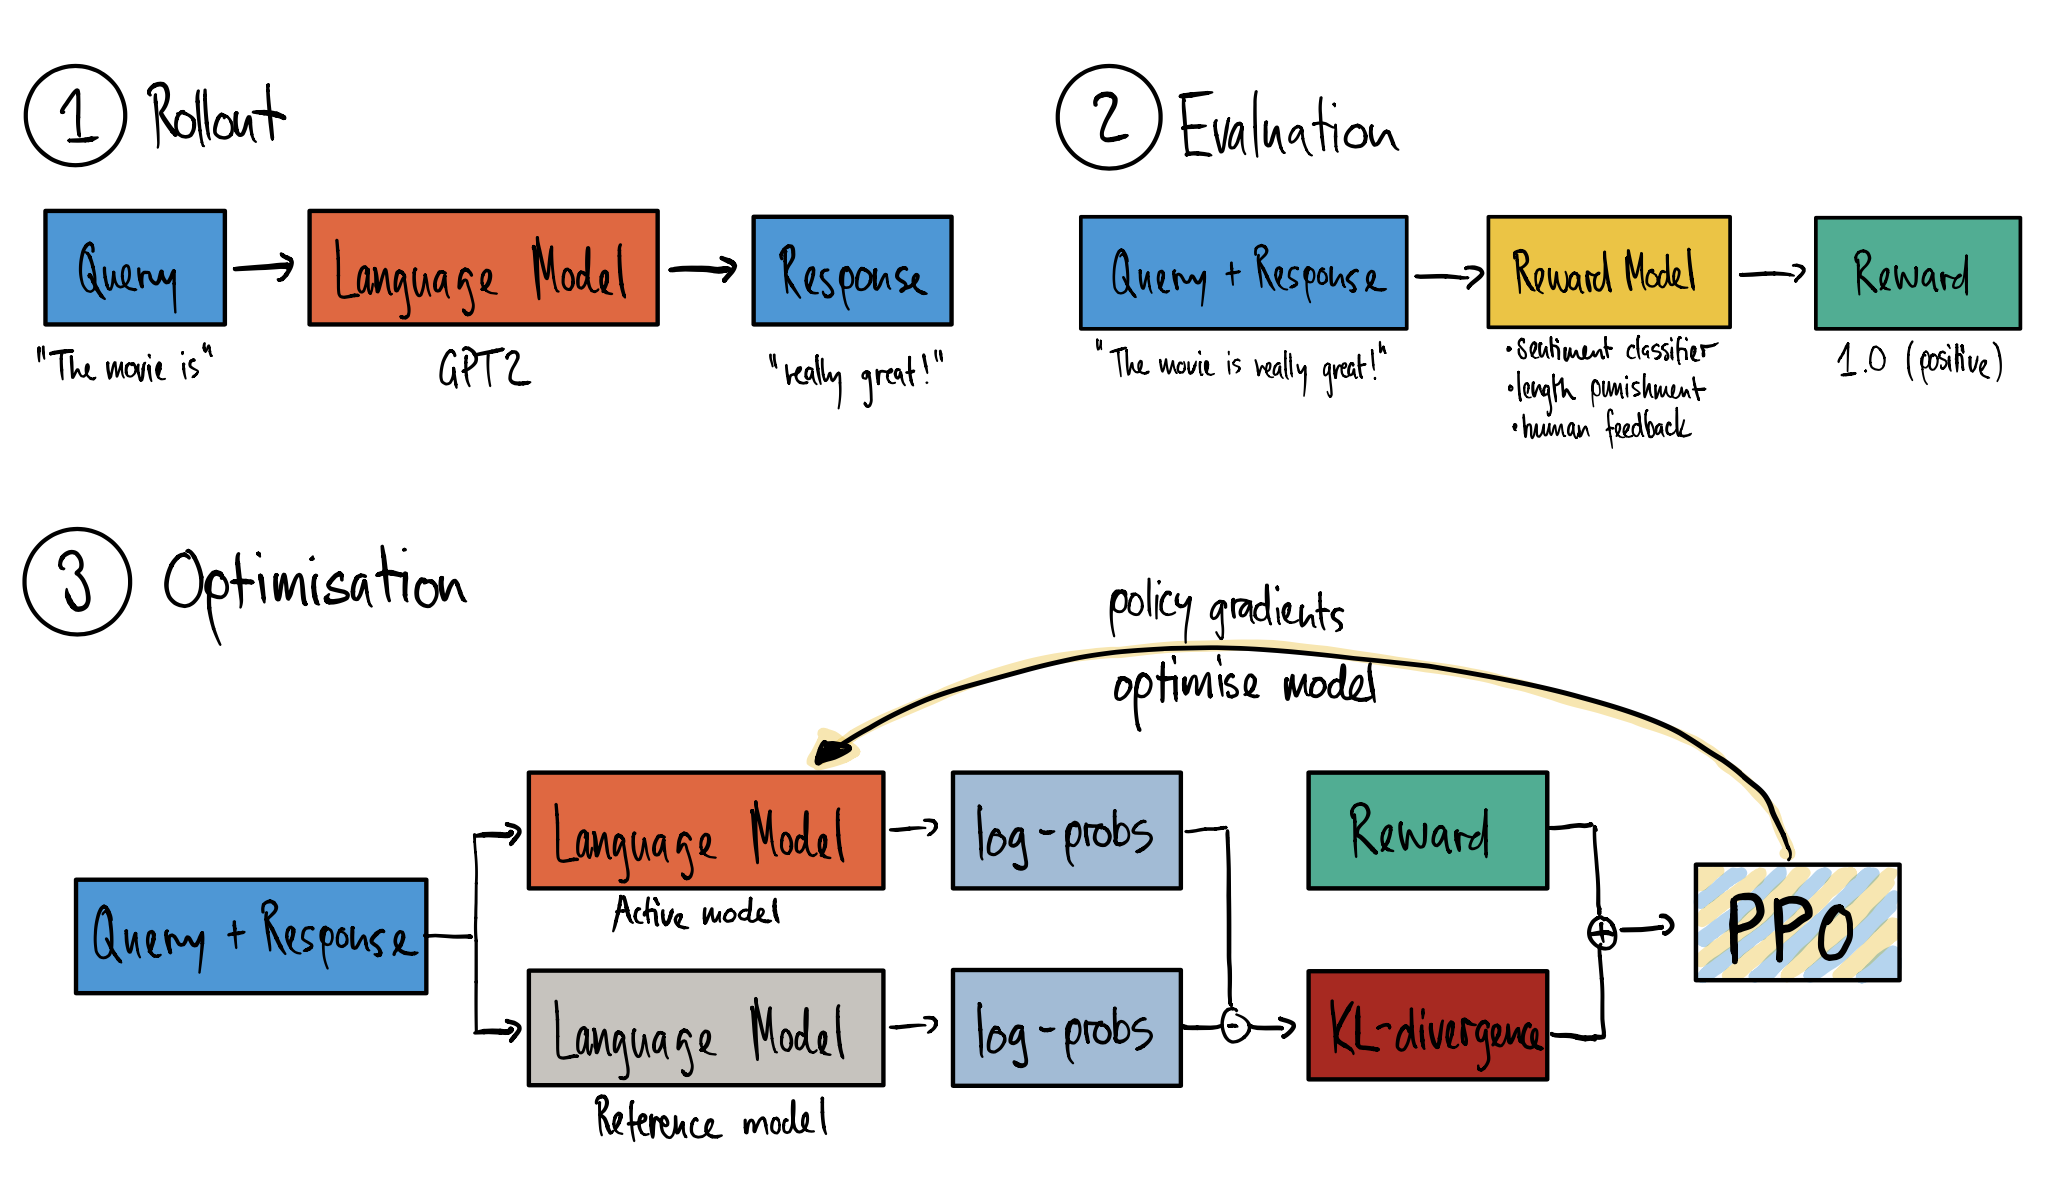 1 Rollout
Query
Language Model
Response
"The movie is"
GPT2
"really great!"
2 Evaluation
Query + Response
Reward Model
Reward
"The movie is really great!"
• sentiment classifier
• length punishment
• human feedback
1.0 (positive)
3 Optimisation
policy gradients
optimise model
Query + Response
Language Model
Active model
log-probs
Reward
Language Model
Reference model
log-probs
-
KL-divergence
+
PPO